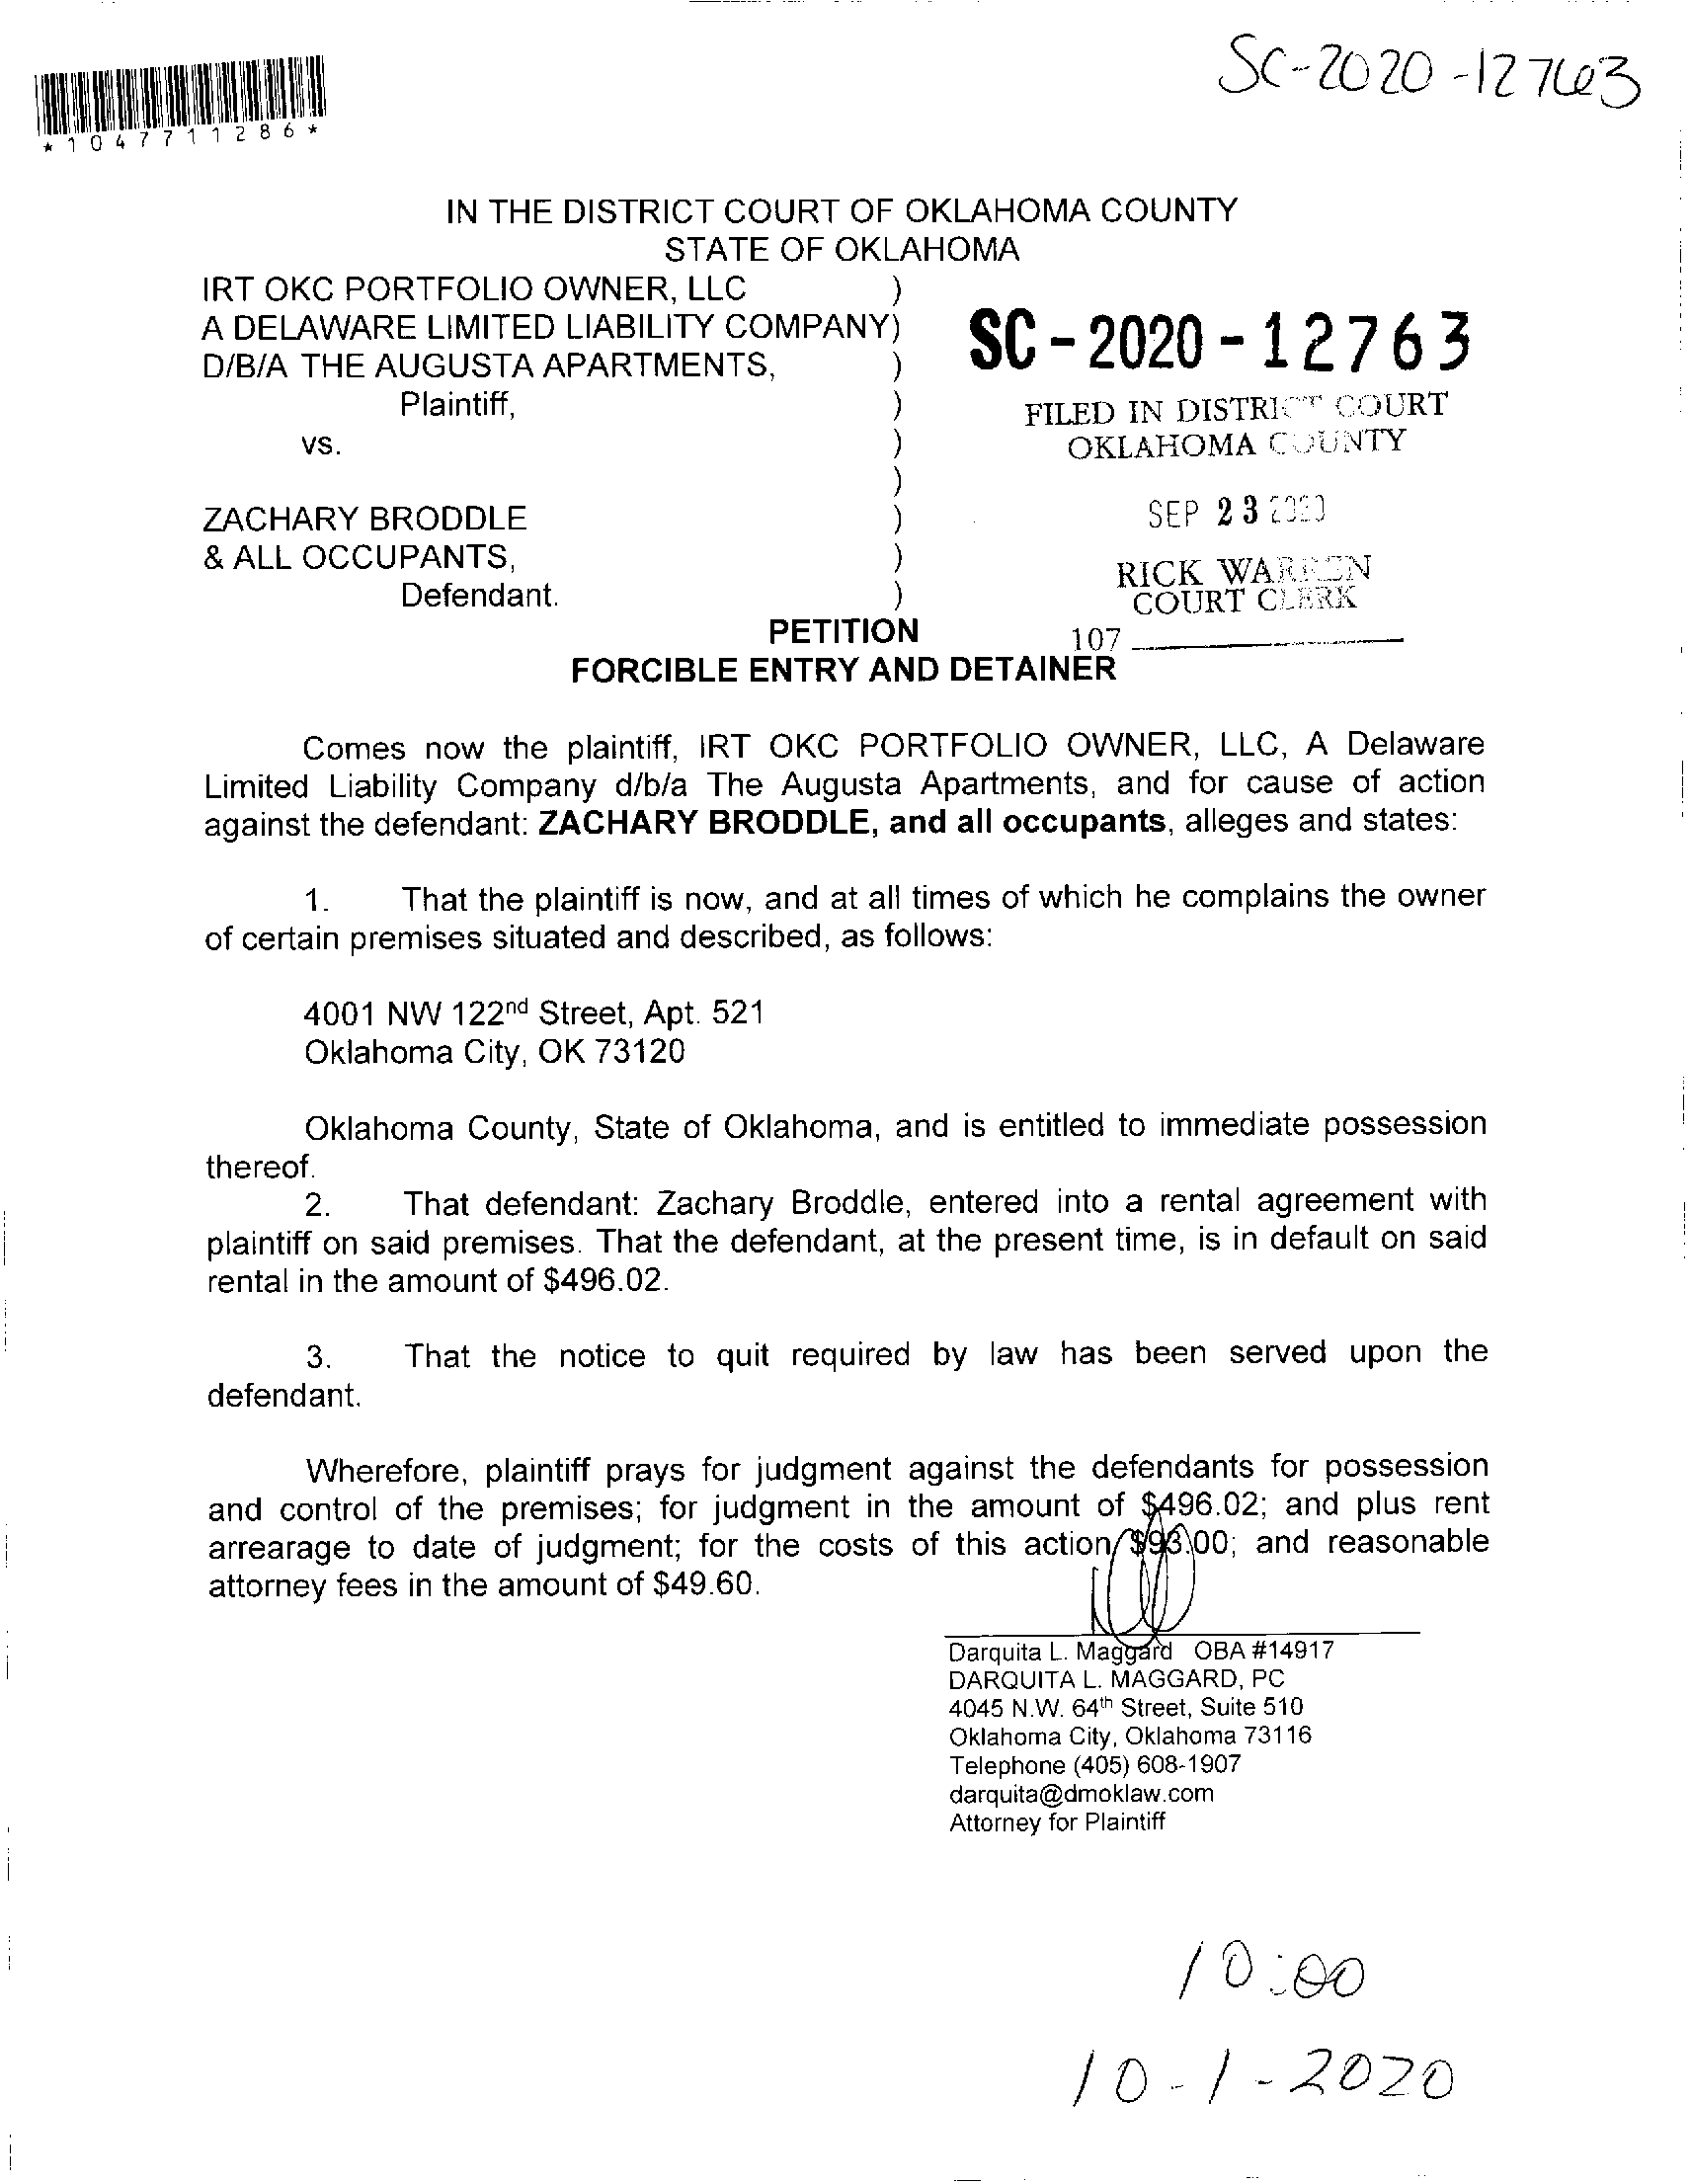 SC-2020-12763
*1047711286*
IN THE DISTRICT COURT OF OKLAHOMA COUNTY
STATE OF OKLAHOMA
IRT OKC PORTFOLIO OWNER, LLC )
A DELAWARE LIMITED LIABILITY COMPANY)
D/B/A THE AUGUSTA APARTMENTS, )
Plaintiff, )
vs. )
)
ZACHARY BRODDLE )
& ALL OCCUPANTS, )
Defendant. )
SC-2020-12763
FILED IN DISTRICT COURT
OKLAHOMA COUNTY
SEP 23 2020
RICK WARREN
COURT CLERK
107
PETITION
FORCIBLE ENTRY AND DETAINER
Comes now the plaintiff, IRT OKC PORTFOLIO OWNER, LLC, A Delaware
Limited Liability Company d/b/a The Augusta Apartments, and for cause of action
against the defendant: ZACHARY BRODDLE, and all occupants, alleges and states:
1. That the plaintiff is now, and at all times of which he complains the owner
of certain premises situated and described, as follows:
4001 NW 122nd Street, Apt. 521
Oklahoma City, OK 73120
Oklahoma County, State of Oklahoma, and is entitled to immediate possession
thereof.
2. That defendant: Zachary Broddle, entered into a rental agreement with
plaintiff on said premises. That the defendant, at the present time, is in default on said
rental in the amount of $496.02.
3. That the notice to quit required by law has been served upon the
defendant.
Wherefore, plaintiff prays for judgment against the defendants for possession
and control of the premises; for judgment in the amount of $496.02; and plus rent
arrearage to date of judgment; for the costs of this action $93.00; and reasonable
attorney fees in the amount of $49.60.
Darquita L. Maggard OBA #14917
DARQUITA L. MAGGARD, PC
4045 N.W. 64th Street, Suite 510
Oklahoma City, Oklahoma 73116
Telephone (405) 608-1907
darquita@dmoklaw.com
Attorney for Plaintiff
10:00
10-1-2020